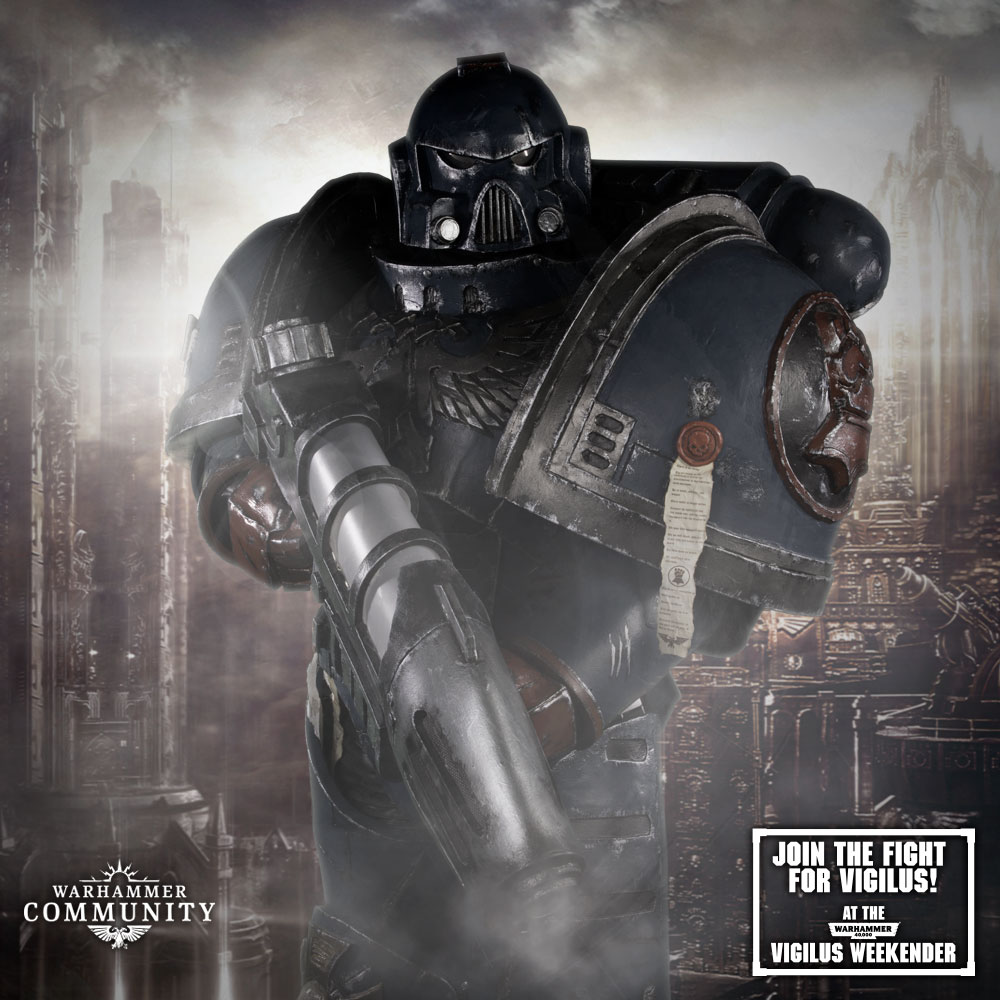 WARHAMMER
COMMUNITY
JOIN THE FIGHT
FOR VIGILUS!
AT THE
WARHAMMER
40,000
VIGILUS WEEKENDER